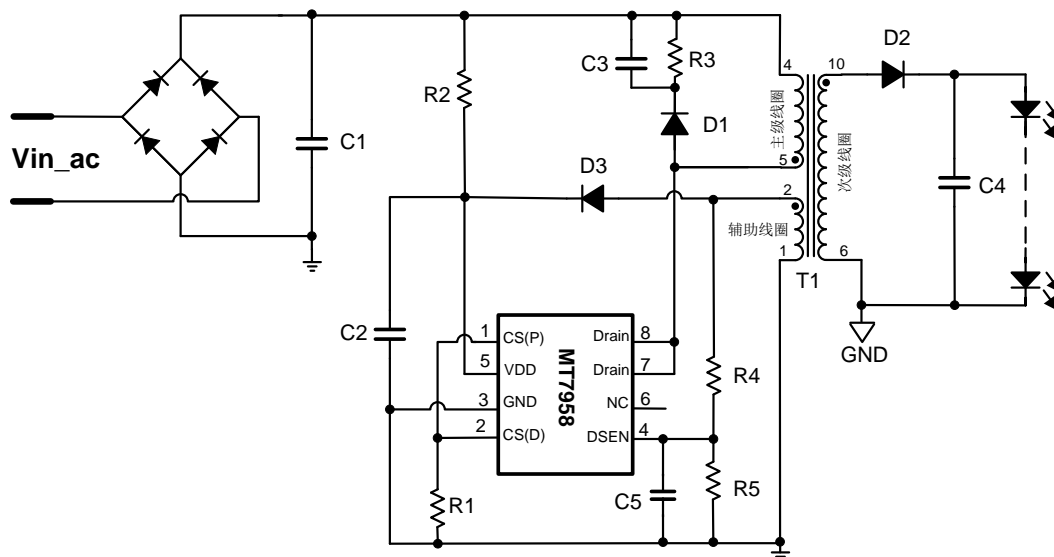 C3
R3
4
10
D2
R2
D1
C1
主级线圈
次级线圈
Vin_ac
5
D3
2
C4
辅助线圈
1
6
T1
C2
1
CS(P)
Drain
8
GND
5
VDD
MT7958
Drain
7
R4
3
GND
NC
6
2
CS(D)
DSEN
4
R1
C5
R5